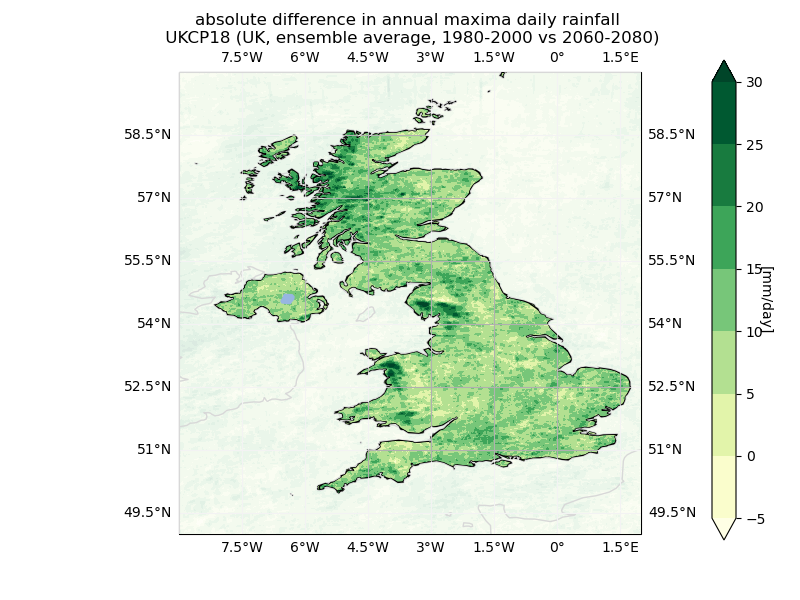 absolute difference in annual maxima daily rainfall
UKCP18 (UK, ensemble average, 1980-2000 vs 2060-2080)
7.5°W 6°W 4.5°W 3°W 1.5°W 0° 1.5°E
30
58.5°N 58.5°N
25
57°N 57°N
20
55.5°N 55.5°N
15
[mm/day]
54°N 54°N
10
52.5°N 52.5°N
5
51°N 51°N
0
49.5°N 49.5°N
−5
7.5°W 6°W 4.5°W 3°W 1.5°W 0° 1.5°E